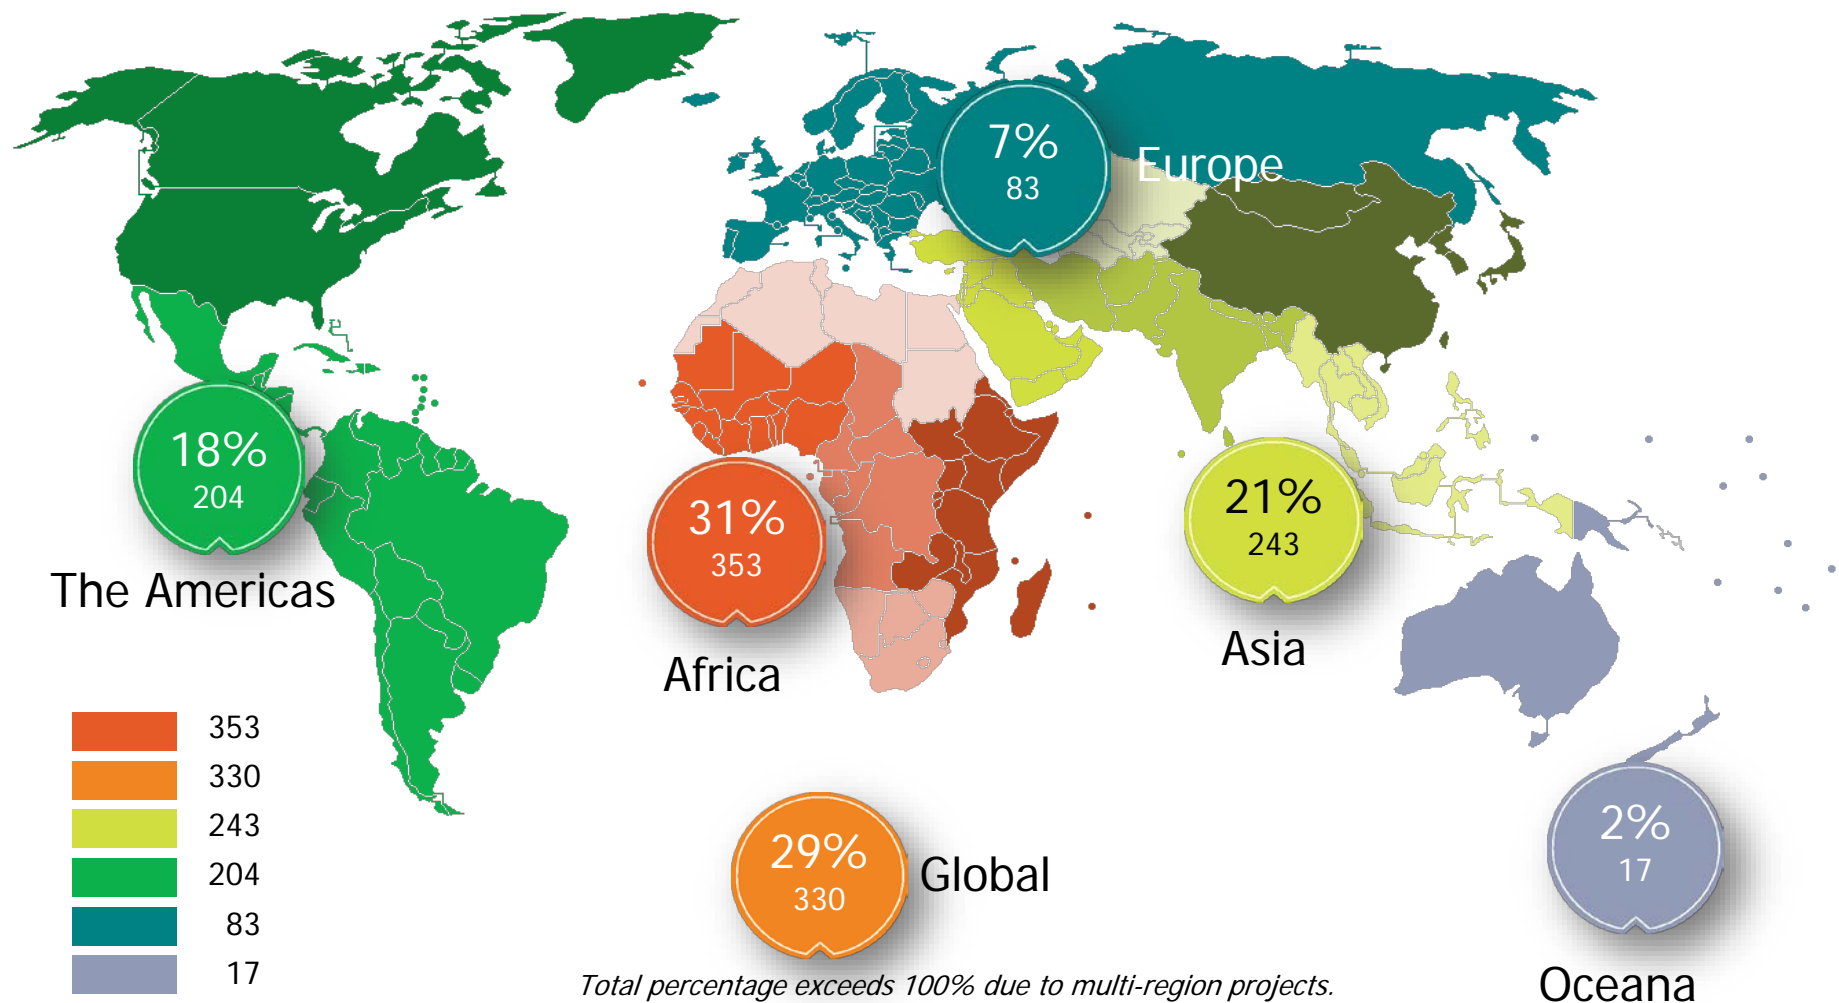 7%
83
Europe
18%
204
The Americas
31%
353
Africa
21%
243
Asia
353
330
243
204
83
17
29%
330
Global
2%
17
Oceana
Total percentage exceeds 100% due to multi-region projects.